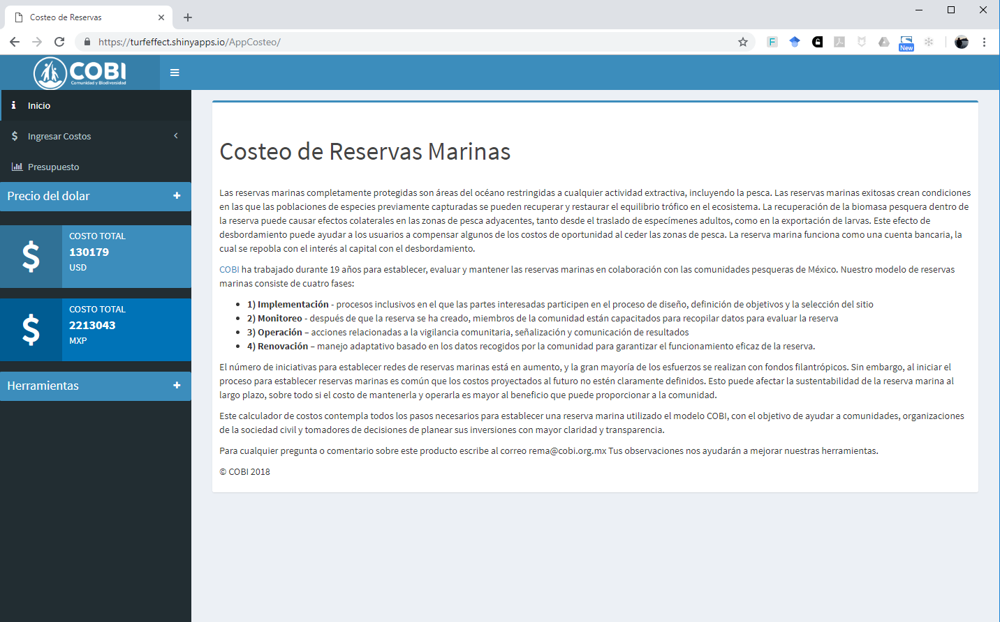 Costeo de Reservas
https://turfeffect.shinyapps.io/AppCosteo/
F
New
COBI
Comunidad y Biodiversidad
Inicio
Ingresar Costos
Presupuesto
Precio del dolar
COSTO TOTAL
130179
USD
COSTO TOTAL
2213043
MXP
Herramientas
Costeo de Reservas Marinas
Las reservas marinas completamente protegidas son áreas del océano restringidas a cualquier actividad extractiva, incluyendo la pesca. Las reservas marinas exitosas crean condiciones
en las que las poblaciones de especies previamente capturadas se pueden recuperar y restaurar el equilibrio trófico en el ecosistema. La recuperación de la biomasa pesquera dentro de
la reserva puede causar efectos colaterales en las zonas de pesca adyacentes, tanto desde el traslado de especímenes adultos, como en la exportación de larvas. Este efecto de
desbordamiento puede ayudar a los usuarios a compensar algunos de los costos de oportunidad al ceder las zonas de pesca. La reserva marina funciona como una cuenta bancaria, la
cual se repobla con el interés al capital con el desbordamiento.
COBI ha trabajado durante 19 años para establecer, evaluar y mantener las reservas marinas en colaboración con las comunidades pesqueras de México. Nuestro modelo de reservas
marinas consiste de cuatro fases:
• 1) Implementación - procesos inclusivos en el que las partes interesadas participen en el proceso de diseño, definición de objetivos y la selección del sitio
• 2) Monitoreo - después de que la reserva se ha creado, miembros de la comunidad están capacitados para recopilar datos para evaluar la reserva
• 3) Operación – acciones relacionadas a la vigilancia comunitaria, señalización y comunicación de resultados
• 4) Renovación – manejo adaptativo basado en los datos recogidos por la comunidad para garantizar el funcionamiento eficaz de la reserva.
El número de iniciativas para establecer redes de reservas marinas está en aumento, y la gran mayoría de los esfuerzos se realizan con fondos filantrópicos. Sin embargo, al iniciar el
proceso para establecer reservas marinas es común que los costos proyectados al futuro no estén claramente definidos. Esto puede afectar la sustentabilidad de la reserva marina al
largo plazo, sobre todo si el costo de mantenerla y operarla es mayor al beneficio que puede proporcionar a la comunidad.
Este calculador de costos contempla todos los pasos necesarios para establecer una reserva marina utilizado el modelo COBI, con el objetivo de ayudar a comunidades, organizaciones
de la sociedad civil y tomadores de decisiones de planear sus inversiones con mayor claridad y transparencia.
Para cualquier pregunta o comentario sobre este producto escribe al correo rema@cobi.org.mx Tus observaciones nos ayudarán a mejorar nuestras herramientas.
© COBI 2018